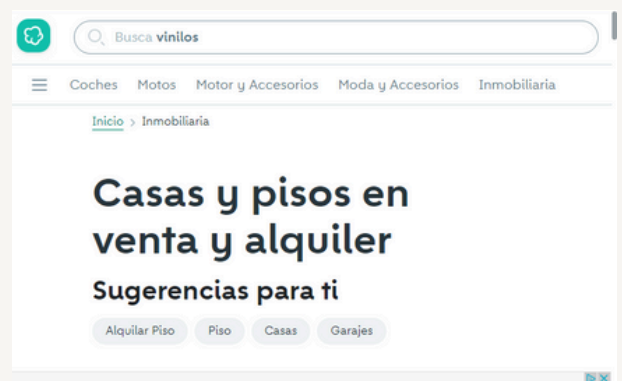 Busca vinilos
Coches Motos Motor y Accesorios Moda y Accesorios Inmobiliaria
Inicio > Inmobiliaria
Casas y pisos en
venta y alquiler
Sugerencias para ti
Alquilar Piso Piso Casas Garajes